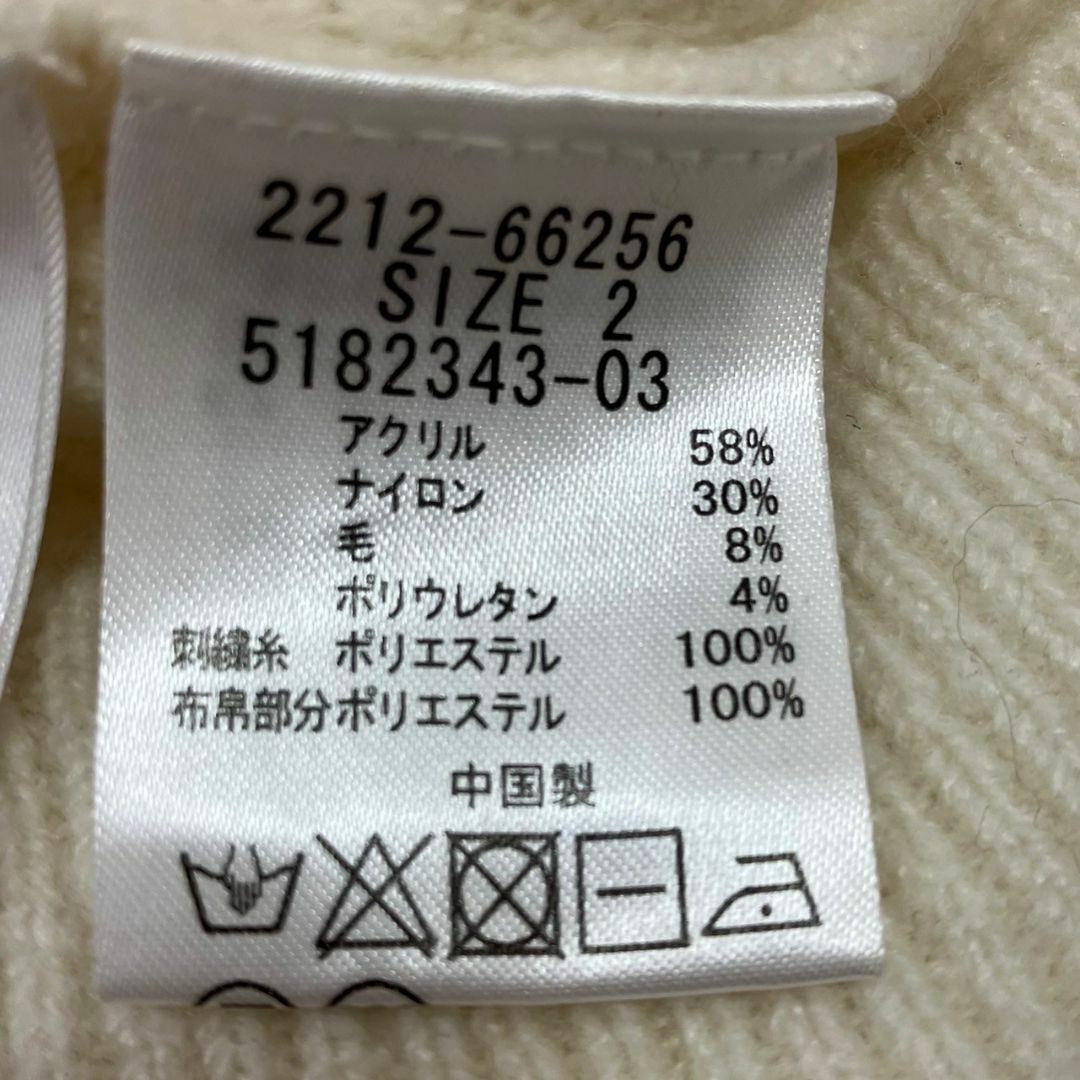 2212-66256
SIZE 2
5182343-03
アクリル 58%
ナイロン 30%
毛 8%
ポリウレタン 4%
刺繍糸 ポリエステル 100%
布帛部分ポリエステル 100%
中国製